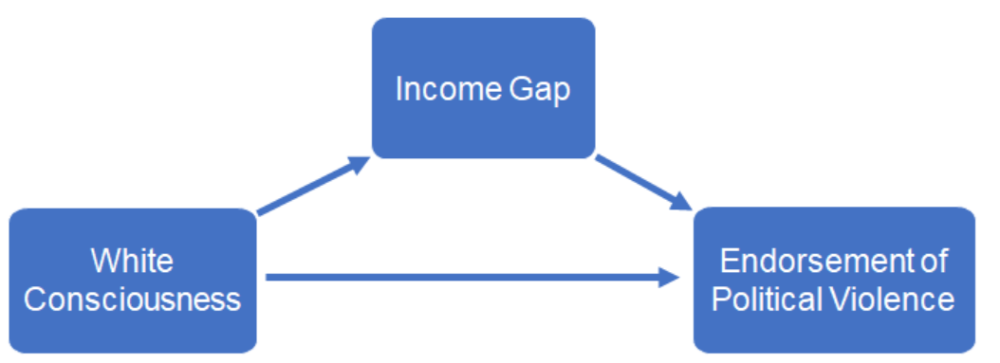 Income Gap
White
Consciousness
Endorsement of
Political Violence